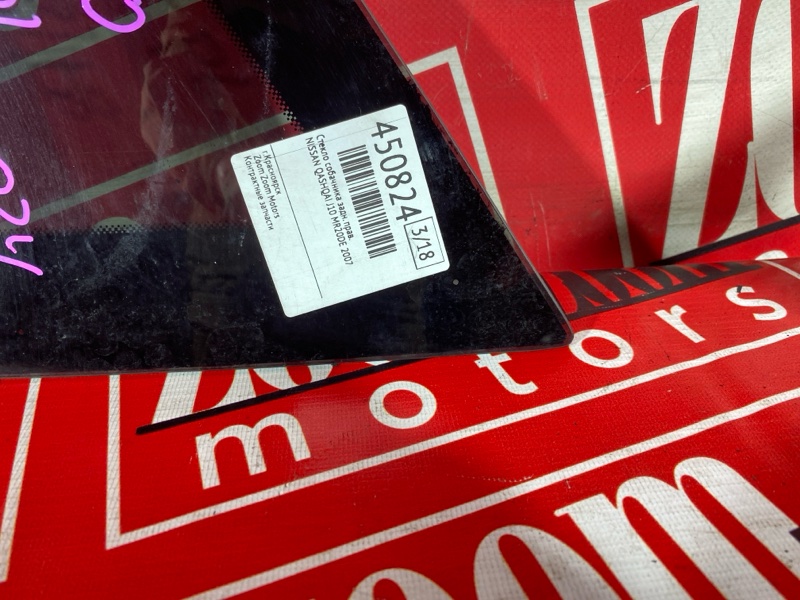 450824 3/18
Стекло собачника задн. прав.
NISSAN QASHQAI J10 MR20DE 2007
г.Красноярск
Zoom Zoom Motors
Контрактные запчасти
motors